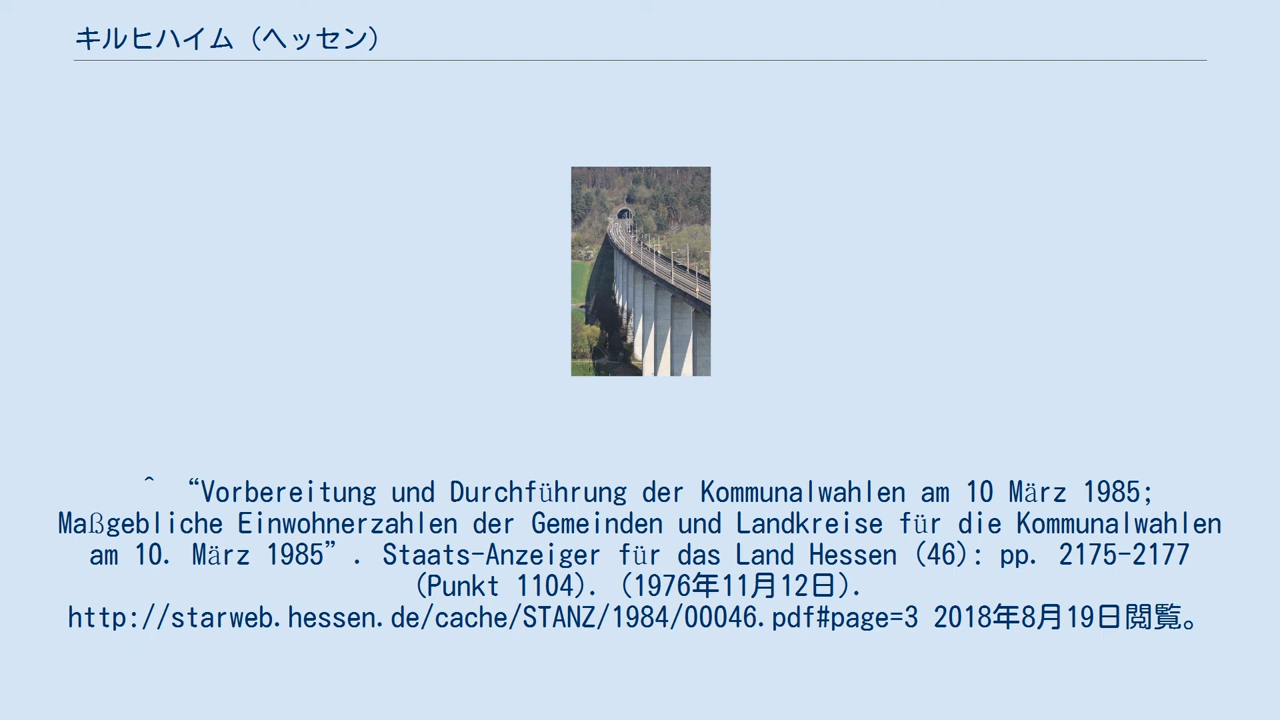 キルヒハイム (ヘッセン)
^ “Vorbereitung und Durchführung der Kommunalwahlen am 10 März 1985;
Maßgebliche Einwohnerzahlen der Gemeinden und Landkreise für die Kommunalwahlen
am 10. März 1985”. Staats-Anzeiger für das Land Hessen (46): pp. 2175-2177
(Punkt 1104). (1976年11月12日).
http://starweb.hessen.de/cache/STANZ/1984/00046.pdf#page=3 2018年8月19日閲覧。